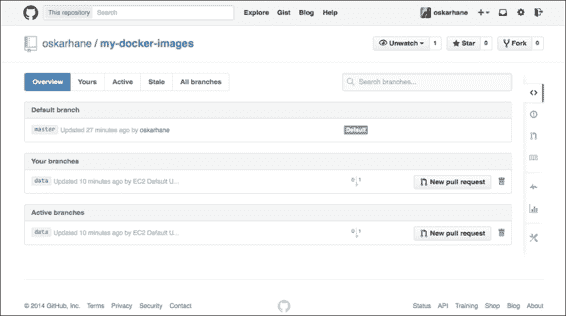 This repository Search Explore Gist Blog Help oskarhane
oskarhane / my-docker-images Unwatch 1 Star 0 Fork 0
Overview Yours Active Stale All branches Search branches...
Default branch
master Updated 27 minutes ago by oskarhane Default
Your branches
data Updated 10 minutes ago by EC2 Default U... 0 1 New pull request
Active branches
data Updated 10 minutes ago by EC2 Default U... 0 1 New pull request
© 2014 GitHub, Inc. Terms Privacy Security Contact Status API Training Shop Blog About